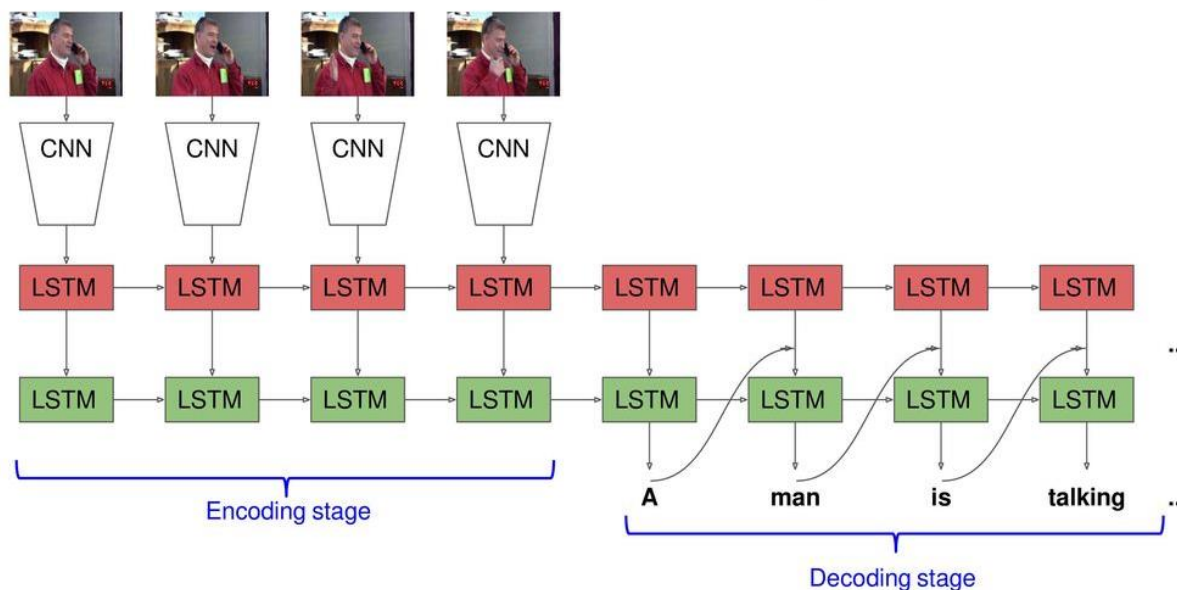 CNN CNN CNN CNN
LSTM LSTM LSTM LSTM LSTM LSTM LSTM LSTM
..
LSTM LSTM LSTM LSTM LSTM LSTM LSTM LSTM
A man is talking ..
Encoding stage
Decoding stage